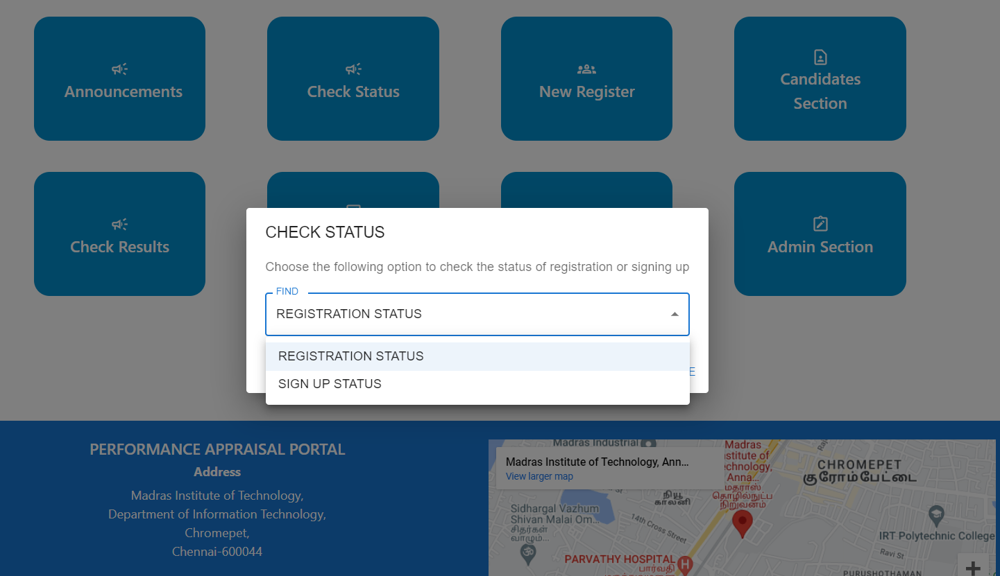 Announcements
Check Status
New Register
Candidates
Section
Check Results
Admin Section
CHECK STATUS
Choose the following option to check the status of registration or signing up
FIND
REGISTRATION STATUS
REGISTRATION STATUS
SIGN UP STATUS
E
PERFORMANCE APPRAISAL PORTAL
Address
Madras Institute of Technology,
Department of Information Technology,
Chromepet,
Chennai-600044
Madras Industrial
Madras Institute of Technology, Ann...
View larger map
Madras
Institute of
Technology,
Anna...
மதராஸ்
தொழில்நுட்ப
நிறுவனம்
CHROMEPET
குரோம்பேட்டை
நியூ
காலனி
Sidhargal Vazhum
Shivan Malai Om...
சிதர்கள்
வாழும்...
14th Cross Street
IRT Polytechnic College
Ravi St
PARVATHY HOSPITAL
பார்வதி
PURUSHOTHAMAN